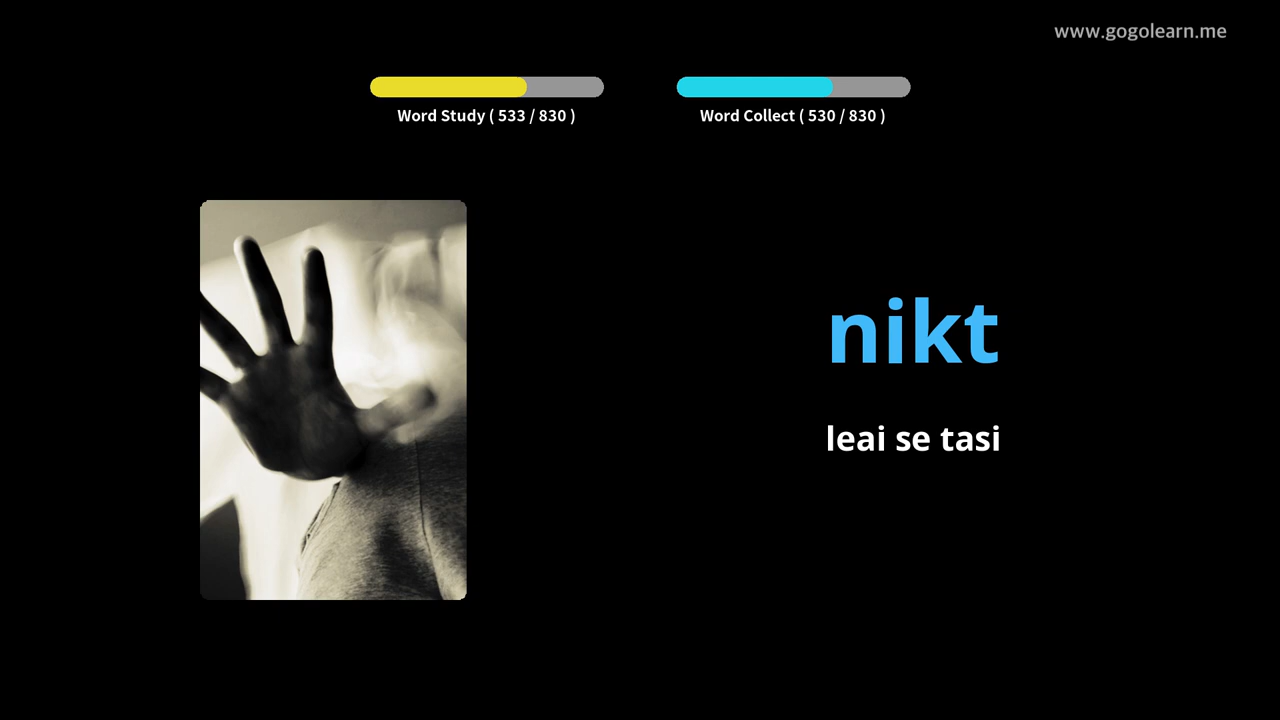 www.gogolearn.me
Word Study ( 533 / 830 )
Word Collect ( 530 / 830 )
nikt
leai se tasi